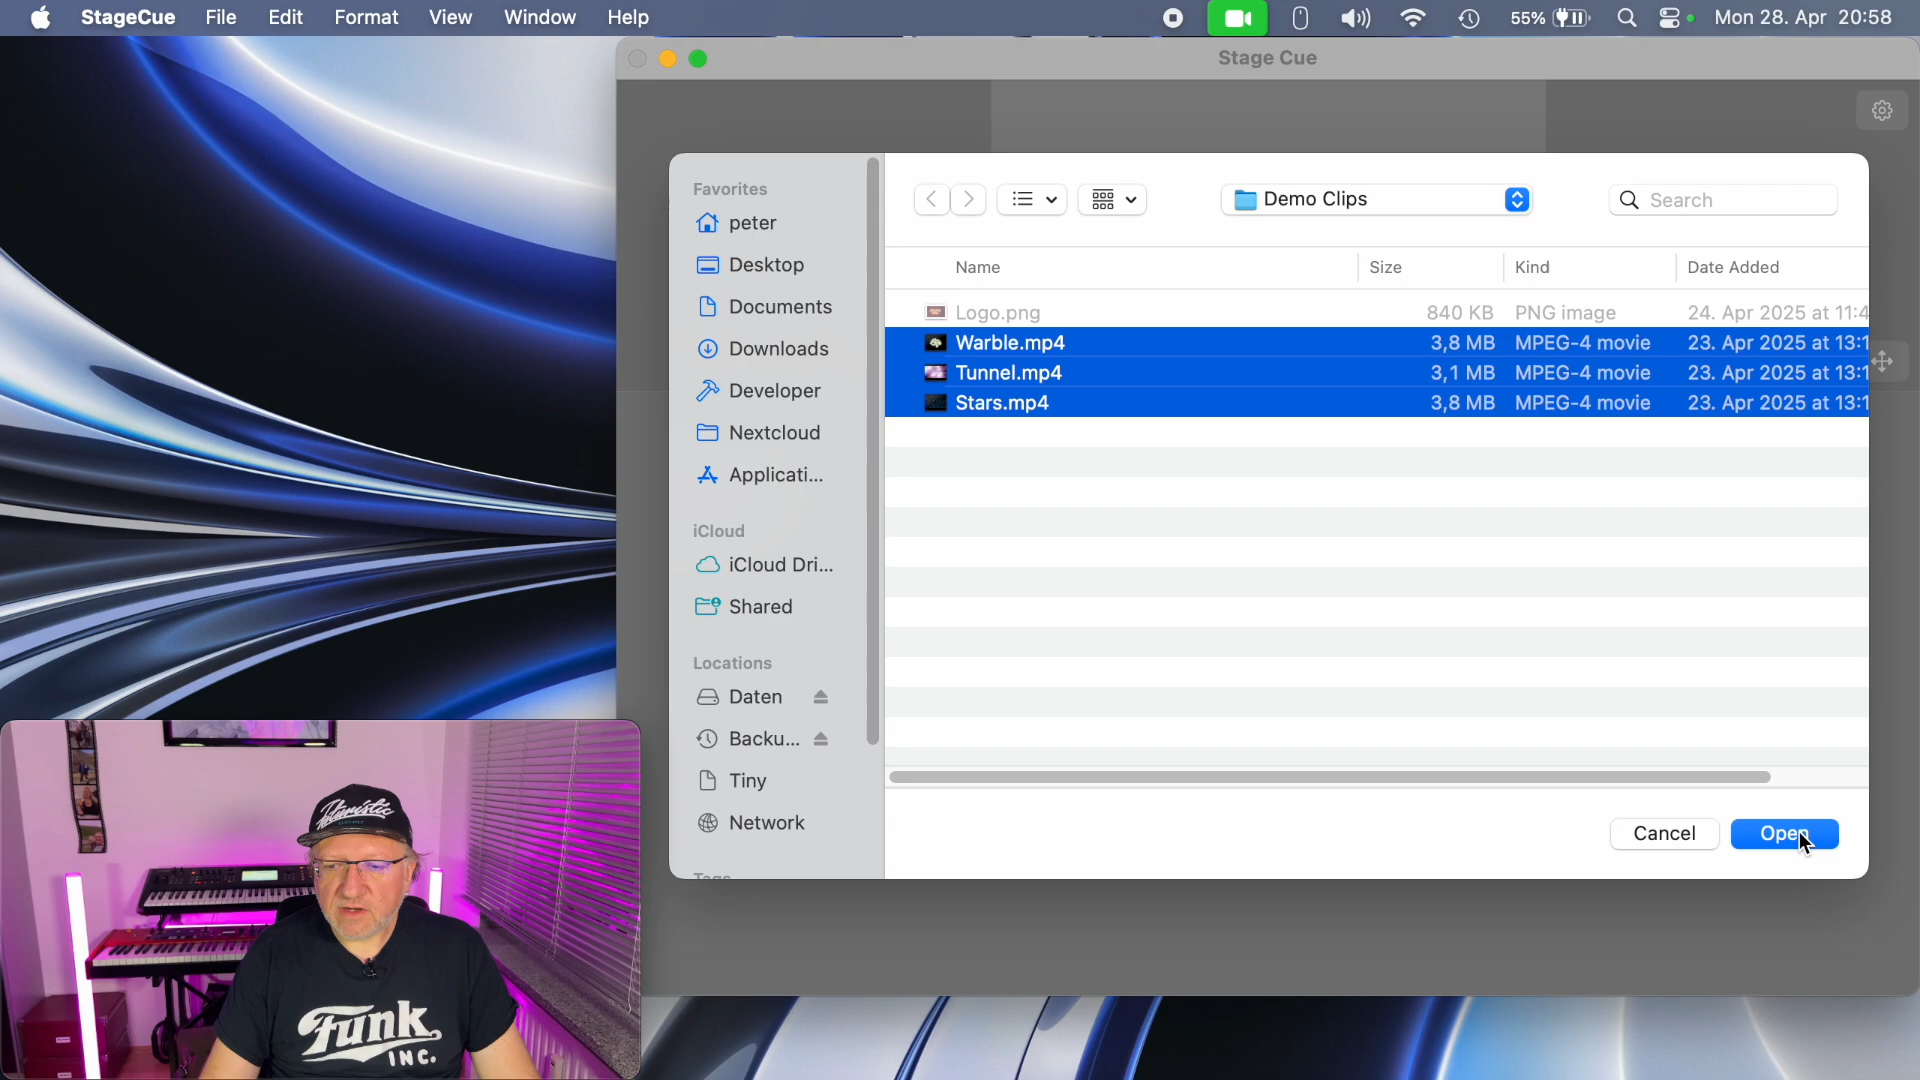 StageCue File Edit Format View Window Help 55% Mon 28. Apr 20:58
Stage Cue
Favorites
peter
Desktop
Documents
Downloads
Developer
Nextcloud
Applicati...
iCloud
iCloud Dri...
Shared
Locations
Daten
Backu...
Tiny
Network
Tags
Demo Clips
Search
Name Size Kind Date Added
Logo.png 840 KB PNG image 24. Apr 2025 at 11:4
Warble.mp4 3,8 MB MPEG-4 movie 23. Apr 2025 at 13:1
Tunnel.mp4 3,1 MB MPEG-4 movie 23. Apr 2025 at 13:1
Stars.mp4 3,8 MB MPEG-4 movie 23. Apr 2025 at 13:1
Cancel Open
Futuristic
Funk
INC.